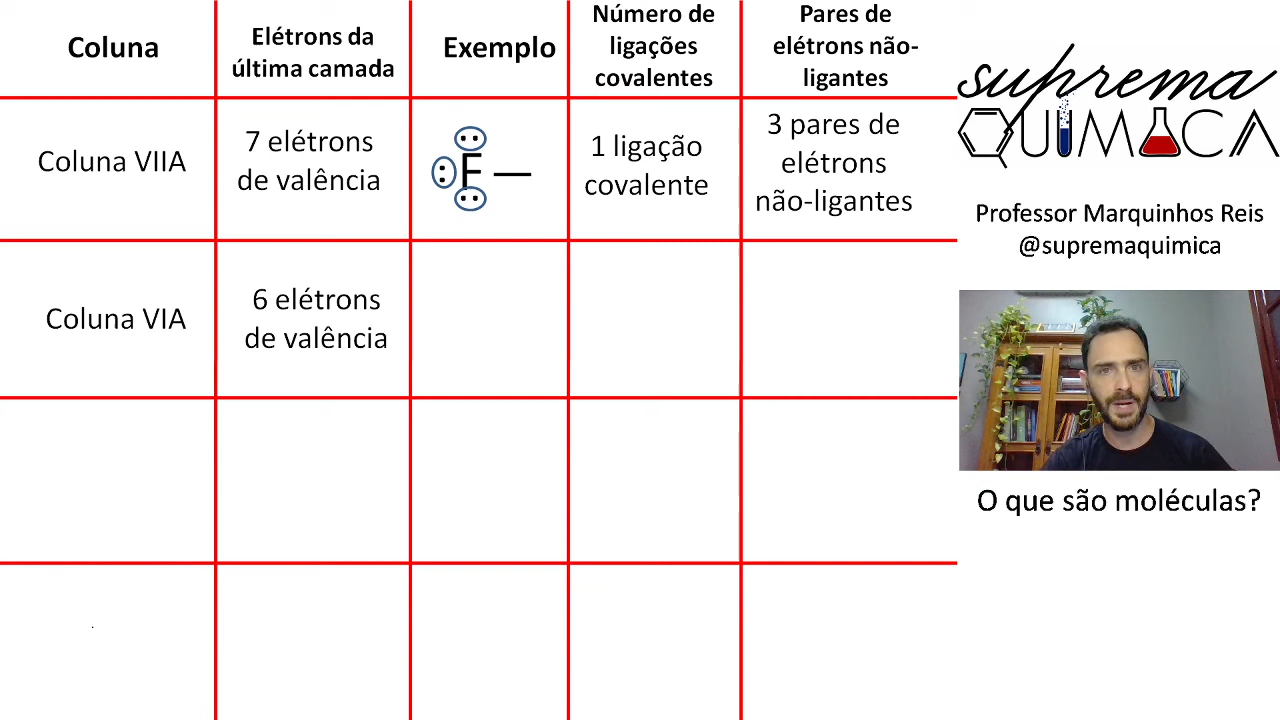 Coluna
Elétrons da
última camada
Exemplo
Número de
ligações
covalentes
Pares de
elétrons não-
ligantes
Coluna VIIA
7 elétrons
de valência
F
1 ligação
covalente
3 pares de
elétrons
não-ligantes
Coluna VIA
6 elétrons
de valência
suprema
QUIMICA
Professor Marquinhos Reis
@supremaquimica
O que são moléculas?